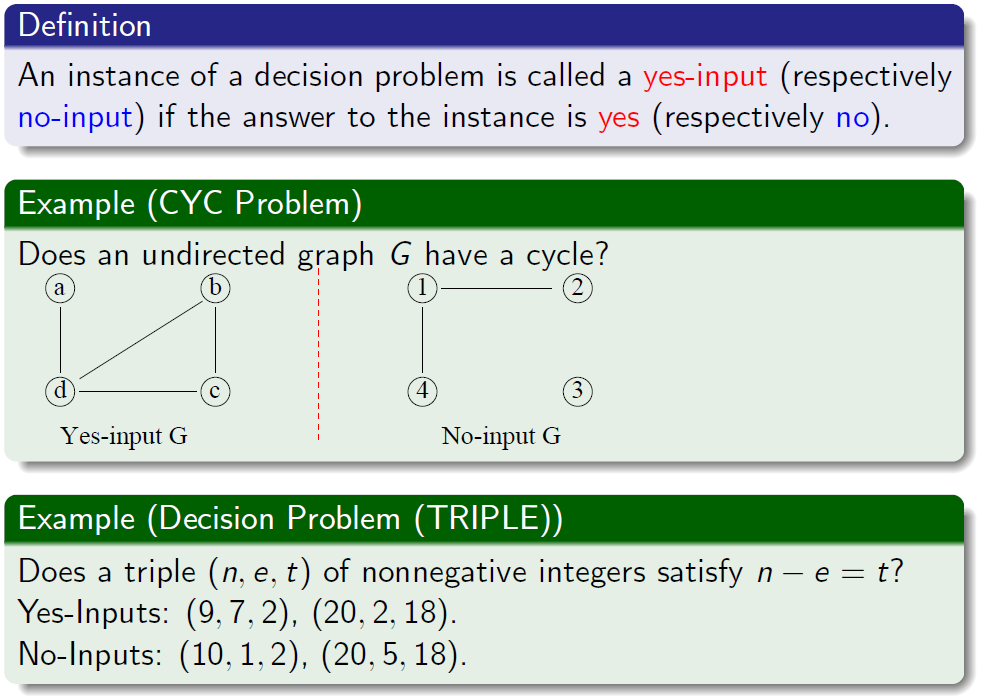 Definition
An instance of a decision problem is called a yes-input (respectively
no-input) if the answer to the instance is yes (respectively no).
Example (CYC Problem)
Does an undirected graph G have a cycle?
a b 1 2
d c 4 3
Yes-input G No-input G
Example (Decision Problem (TRIPLE))
Does a triple (n, e, t) of nonnegative integers satisfy n − e = t?
Yes-Inputs: (9, 7, 2), (20, 2, 18).
No-Inputs: (10, 1, 2), (20, 5, 18).